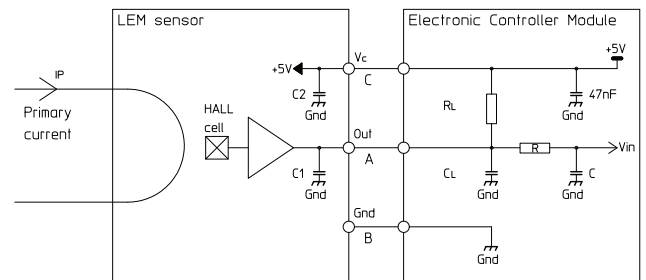 LEM sensor
Electronic Controller Module
+5V
Vc
+5V
C
IP
C2
47nF
Primary
current
HALL
cell
Gnd
RL
Gnd
Out
R
Vin
A
C1
CL
C
Gnd
Gnd
Gnd
Gnd
B
Gnd